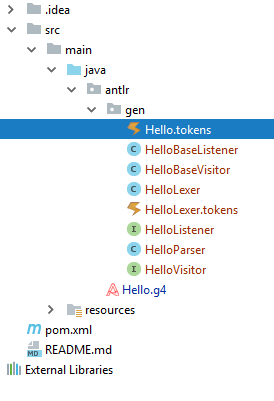 .idea
src
main
java
antlr
gen
Hello.tokens
C HelloBaseListener
C HelloBaseVisitor
C HelloLexer
HelloLexer.tokens
I HelloListener
C HelloParser
I HelloVisitor
Hello.g4
resources
m pom.xml
MD README.md
External Libraries